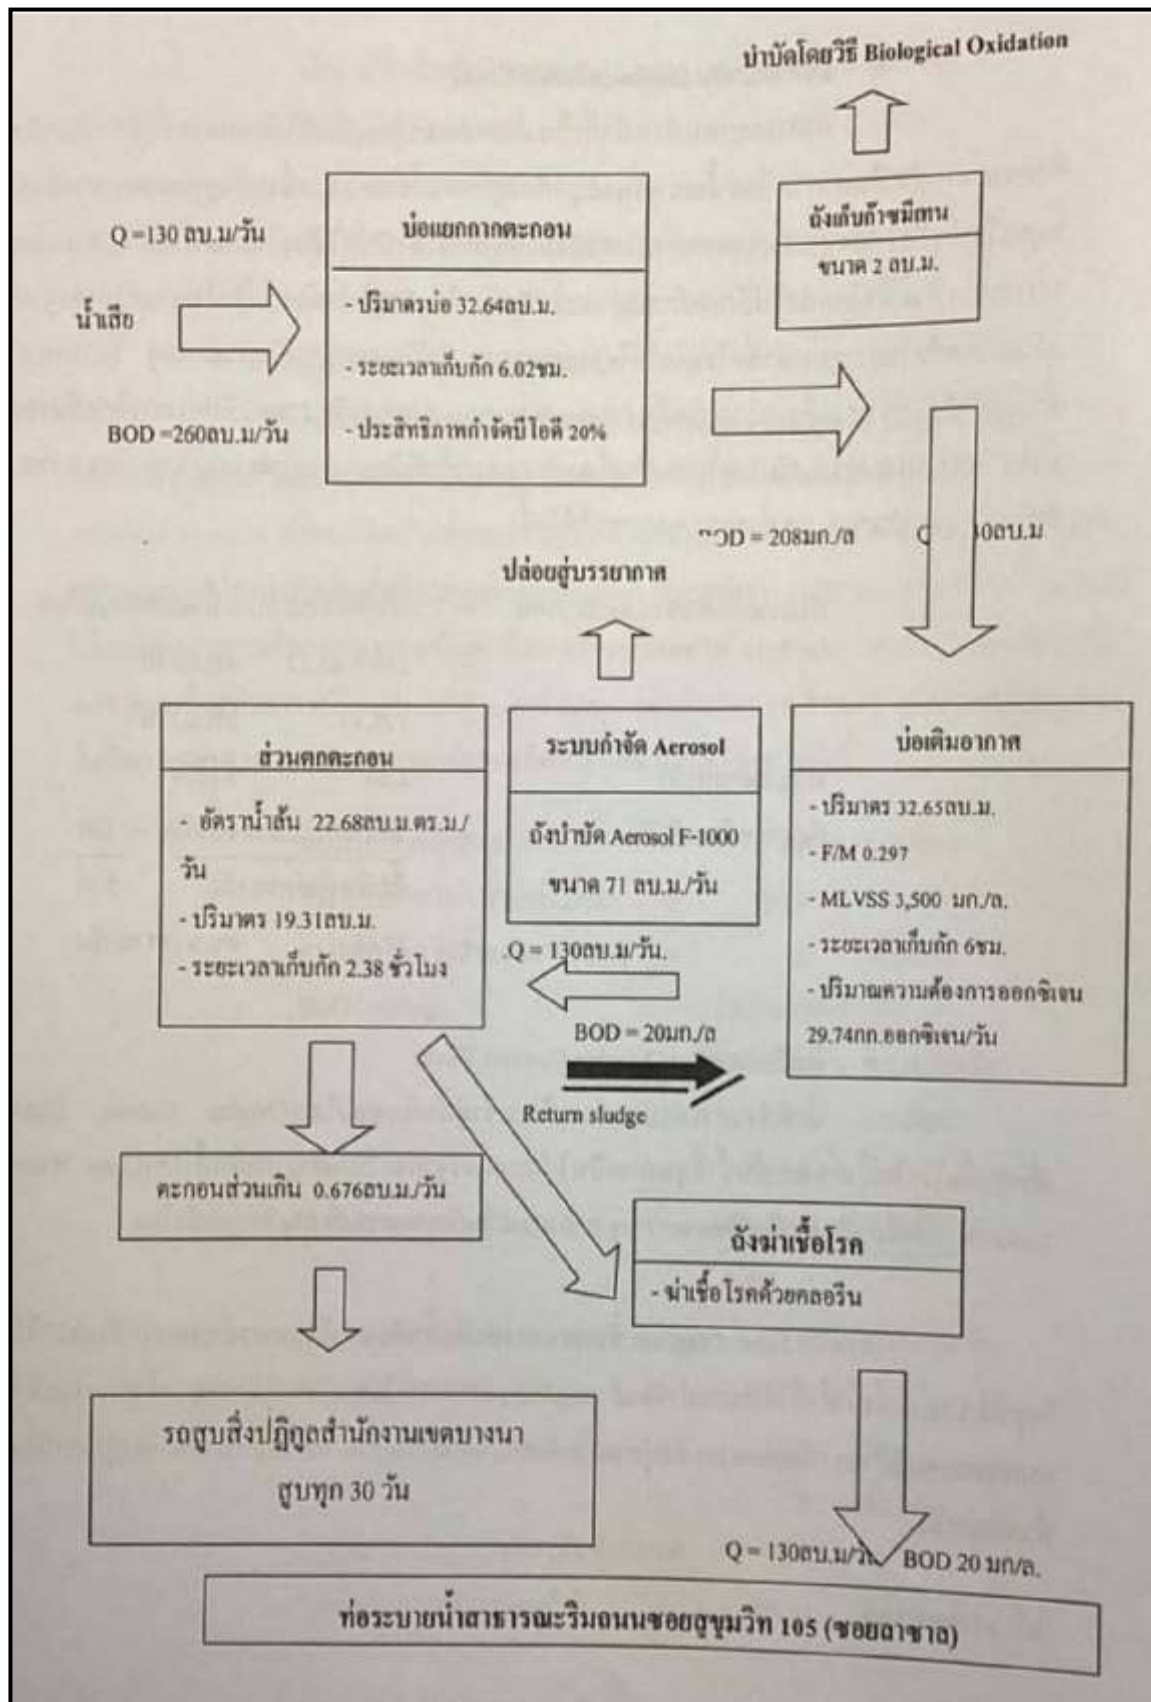 บำบัดโดยวิธี Biological Oxidation
Q =130 ลบ.ม/วัน
น้ำเสีย
BOD =260ลบ.ม/วัน
บ่อแยกกากตะกอน
- ปริมาตรบ่อ 32.64ลบ.ม.
- ระยะเวลาเก็บกัก 6.02ชม.
- ประสิทธิภาพกำจัดบีโอดี 20%
ถังเก็บก๊าซมีเทน
ขนาด 2 ลบ.ม.
OD = 208มก./ล
0ลบ.ม
ปล่อยสู่บรรยากาศ
ส่วนตกตะกอน
- อัตราน้ำล้น 22.68ลบ.ม.ตร.ม./
วัน
- ปริมาตร 19.31ลบ.ม.
- ระยะเวลาเก็บกัก 2.38 ชั่วโมง
ระบบกำจัด Aerosol
ถังบำบัด Aerosol F-1000
ขนาด 71 ลบ.ม./วัน
บ่อเติมอากาศ
- ปริมาตร 32.65ลบ.ม.
- F/M 0.297
- MLVSS 3,500 มก./ล.
- ระยะเวลาเก็บกัก 6ชม.
- ปริมาณความต้องการออกซิเจน
29.74กก.ออกซิเจน/วัน
.Q = 130ลบ.ม/วัน.
BOD = 20มก./ล
Return sludge
ตะกอนส่วนเกิน 0.676ลบ.ม./วัน
ถังฆ่าเชื้อโรค
- ฆ่าเชื้อโรคด้วยคลอรีน
รถสูบสิ่งปฏิกูลสำนักงานเขตบางนา
สูบทุก 30 วัน
Q = 130ลบ.ม/วั
BOD 20 มก/ล.
ท่อระบายน้ำสาธารณะริมถนนซอยสุขุมวิท 105 (ซอยลาซาล)